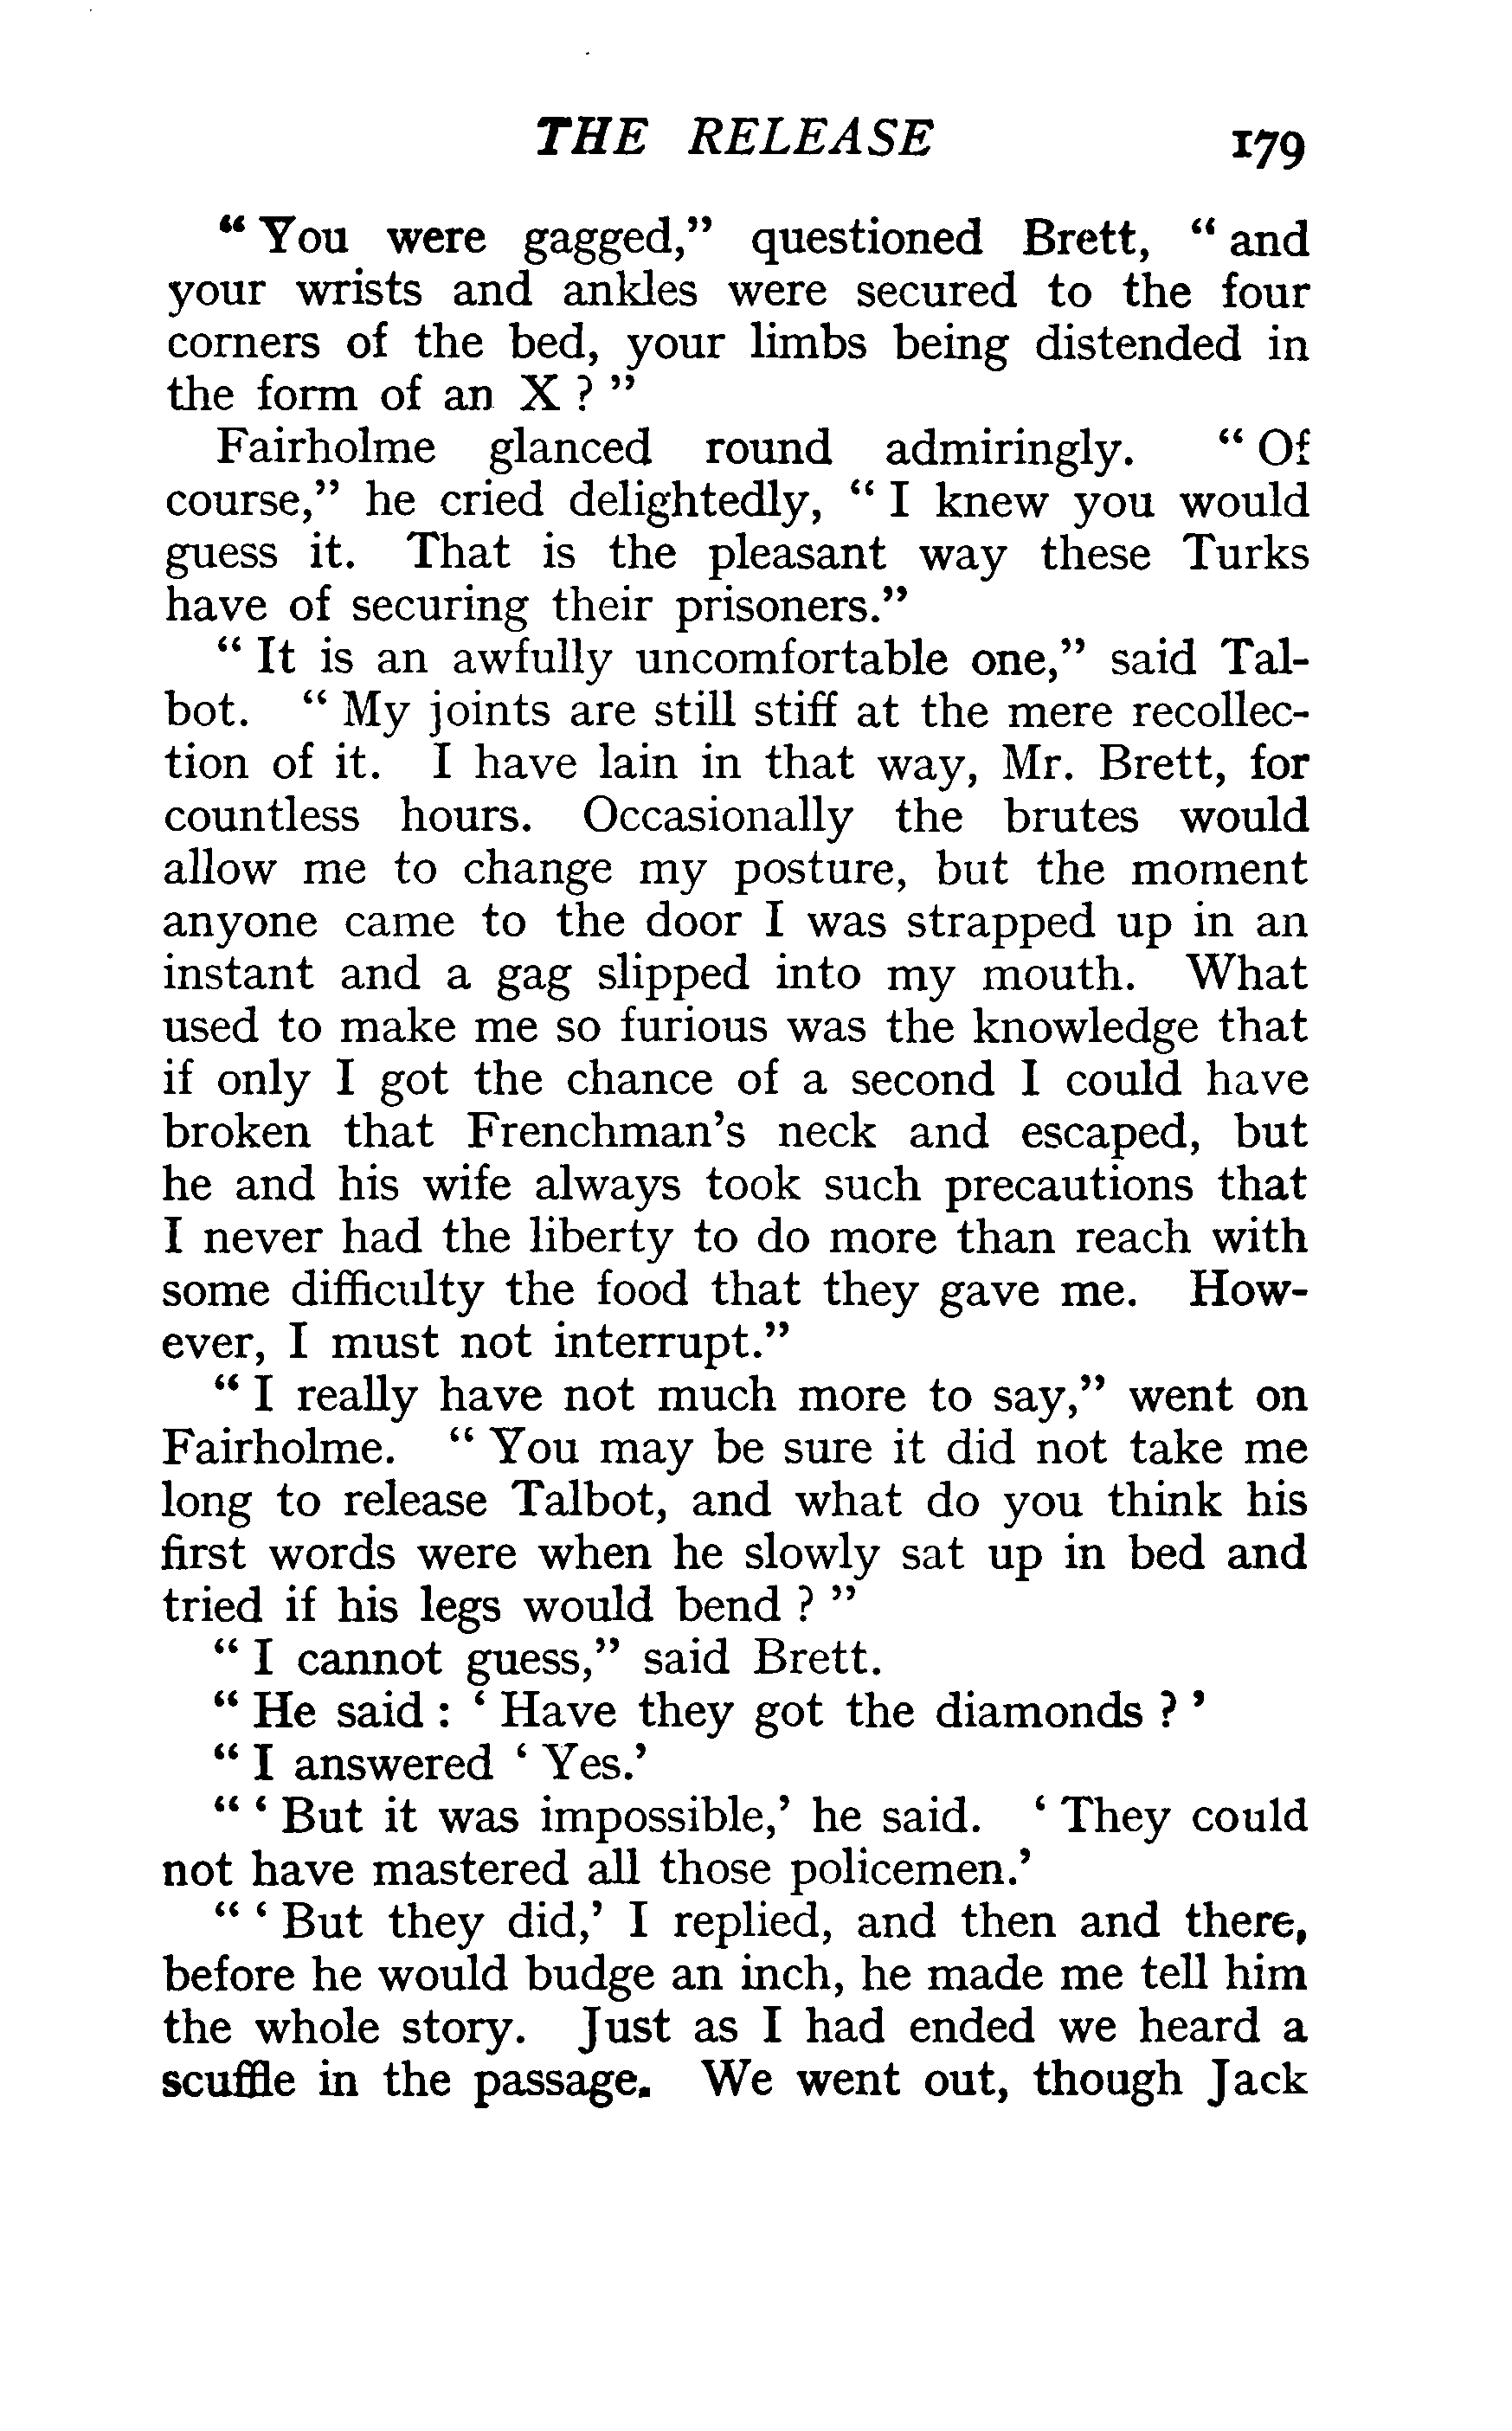 THE RELEASE 179
“ You were gagged,” questioned Brett, “ and
your wrists and ankles were secured to the four
corners of the bed, your limbs being distended in
the form of an X ? ”
Fairholme glanced round admiringly. “ Of
course,” he cried delightedly, “ I knew you would
guess it. That is the pleasant way these Turks
have of securing their prisoners.”
“ It is an awfully uncomfortable one,” said Tal-
bot. “ My joints are still stiff at the mere recollec-
tion of it. I have lain in that way, Mr. Brett, for
countless hours. Occasionally the brutes would
allow me to change my posture, but the moment
anyone came to the door I was strapped up in an
instant and a gag slipped into my mouth. What
used to make me so furious was the knowledge that
if only I got the chance of a second I could have
broken that Frenchman’s neck and escaped, but
he and his wife always took such precautions that
I never had the liberty to do more than reach with
some difficulty the food that they gave me. How-
ever, I must not interrupt.”
“ I really have not much more to say,” went on
Fairholme. “ You may be sure it did not take me
long to release Talbot, and what do you think his
first words were when he slowly sat up in bed and
tried if his legs would bend ? ”
“ I cannot guess,” said Brett.
“ He said : ‘ Have they got the diamonds ? ’
“ I answered ‘ Yes.’
“ ‘ But it was impossible,’ he said. ‘ They could
not have mastered all those policemen.’
“ ‘ But they did,’ I replied, and then and there,
before he would budge an inch, he made me tell him
the whole story. Just as I had ended we heard a
scuffle in the passage. We went out, though Jack